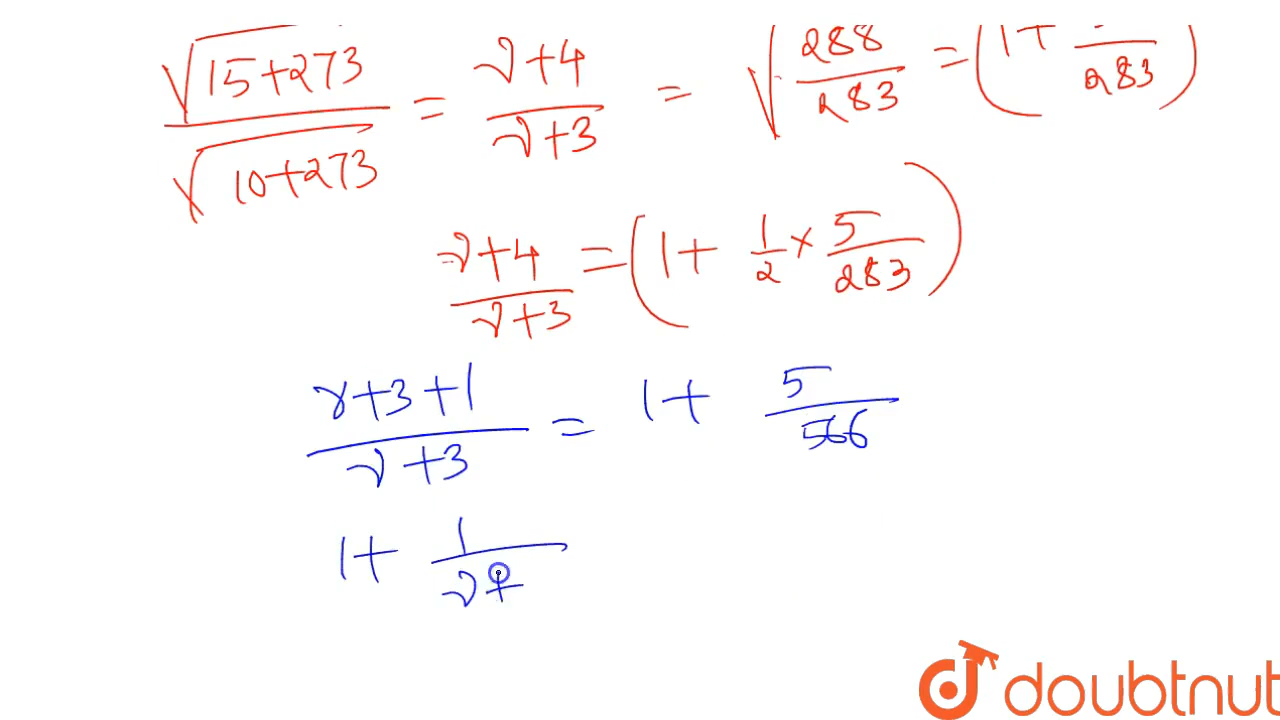 √(15+273) / √(10+273) = (ν+4) / (ν+3) = √(288/283) = (1+ /283)
(ν+4) / (ν+3) = (1+ 1/2 × 5/283)
(γ+3+1) / (ν+3) = 1+ 5/566
1+ 1/(ν+
doubtnut